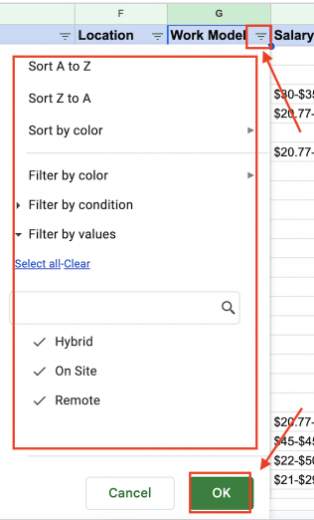 F G
Location Work Model Salary
Sort A to Z
Sort Z to A
$30-$35
Sort by color
$20.77-
$20.77-
Filter by color
Filter by condition
Filter by values
Select all-Clear
Hybrid
On Site
Remote
$20.77-
$45-$45
$22-$50
$21-$29
Cancel OK